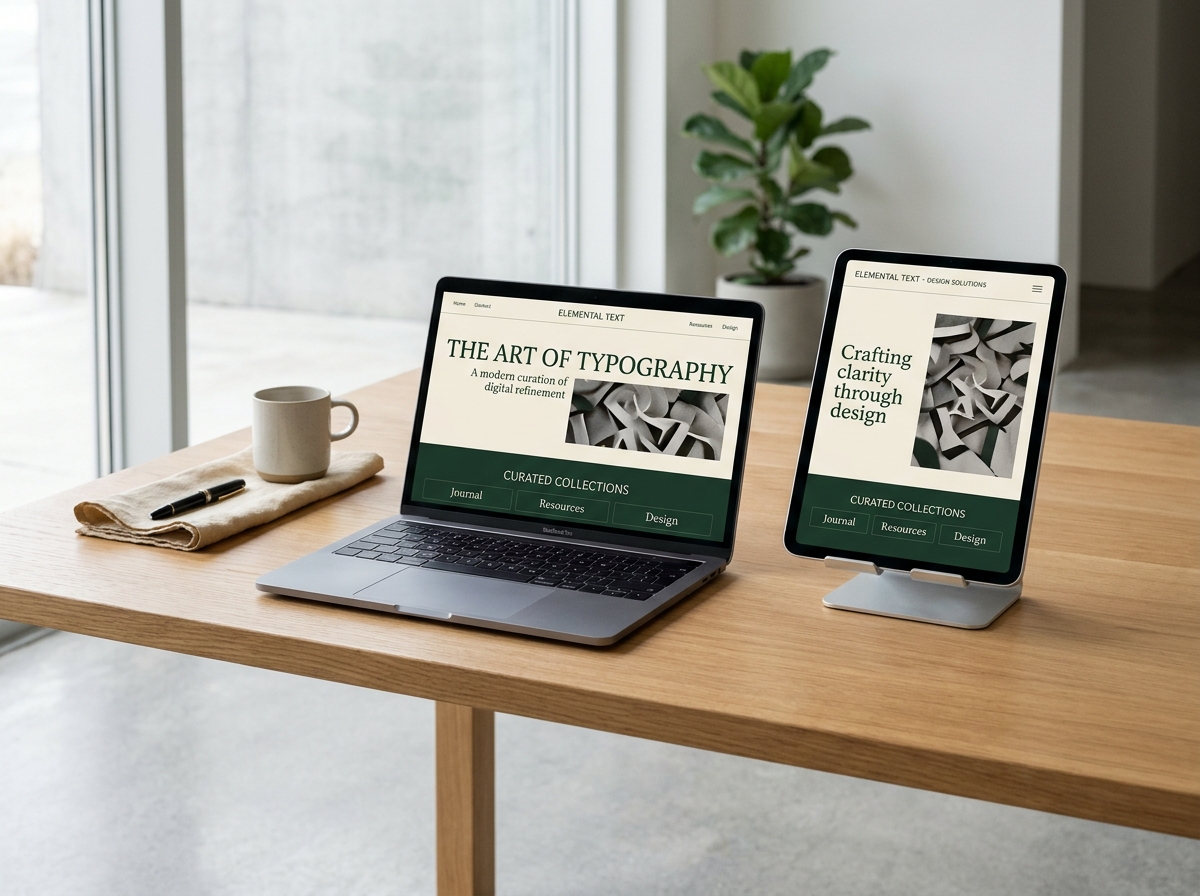 Home
ELEMENTAL TEXT
Resources Design
THE ART OF TYPOGRAPHY
A modern curation of
digital refinement
CURATED COLLECTIONS
Journal
Resources
Design
ELEMENTAL TEXT - DESIGN SOLUTIONS
Crafting
clarity
through
design
CURATED COLLECTIONS
Journal
Resources
Design